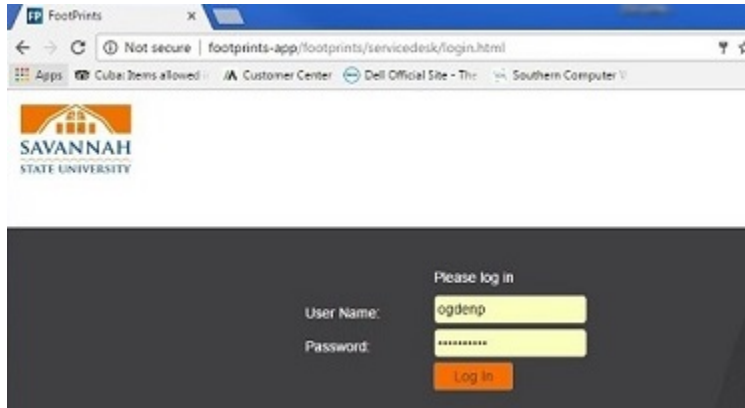 FootPrints
Not secure | footprints-app/footprints/servicedesk/login.html
Apps Cuba: Items allowed Customer Center Dell Official Site - The Southern Computer
SAVANNAH
STATE UNIVERSITY
Please log in
User Name: ogdenp
Password: ••••••••••
Log In